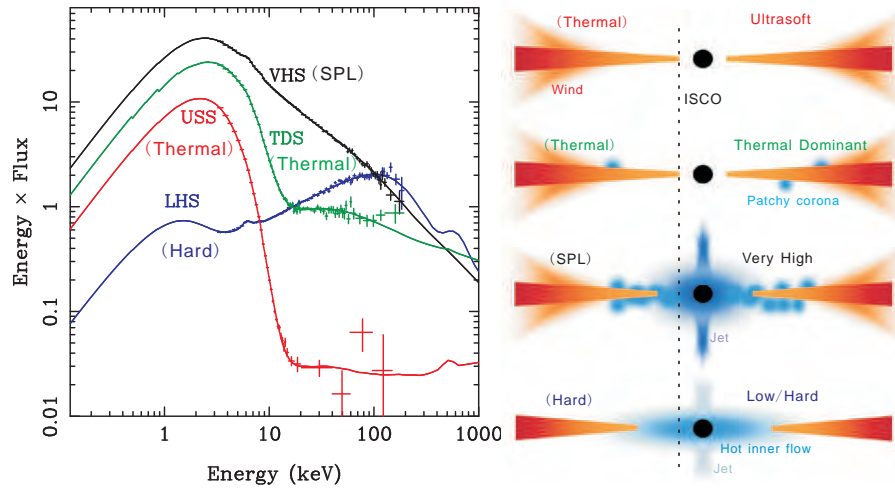 Energy × Flux
10
1
0.1
0.01
VHS (SPL)
USS
(Thermal)
TDS
(Thermal)
LHS
(Hard)
1
10
100
1000
Energy (keV)
(Thermal)
Ultrasoft
Wind
ISCO
(Thermal)
Thermal Dominant
Patchy corona
(SPL)
Very High
Jet
(Hard)
Low/Hard
Hot inner flow
Jet